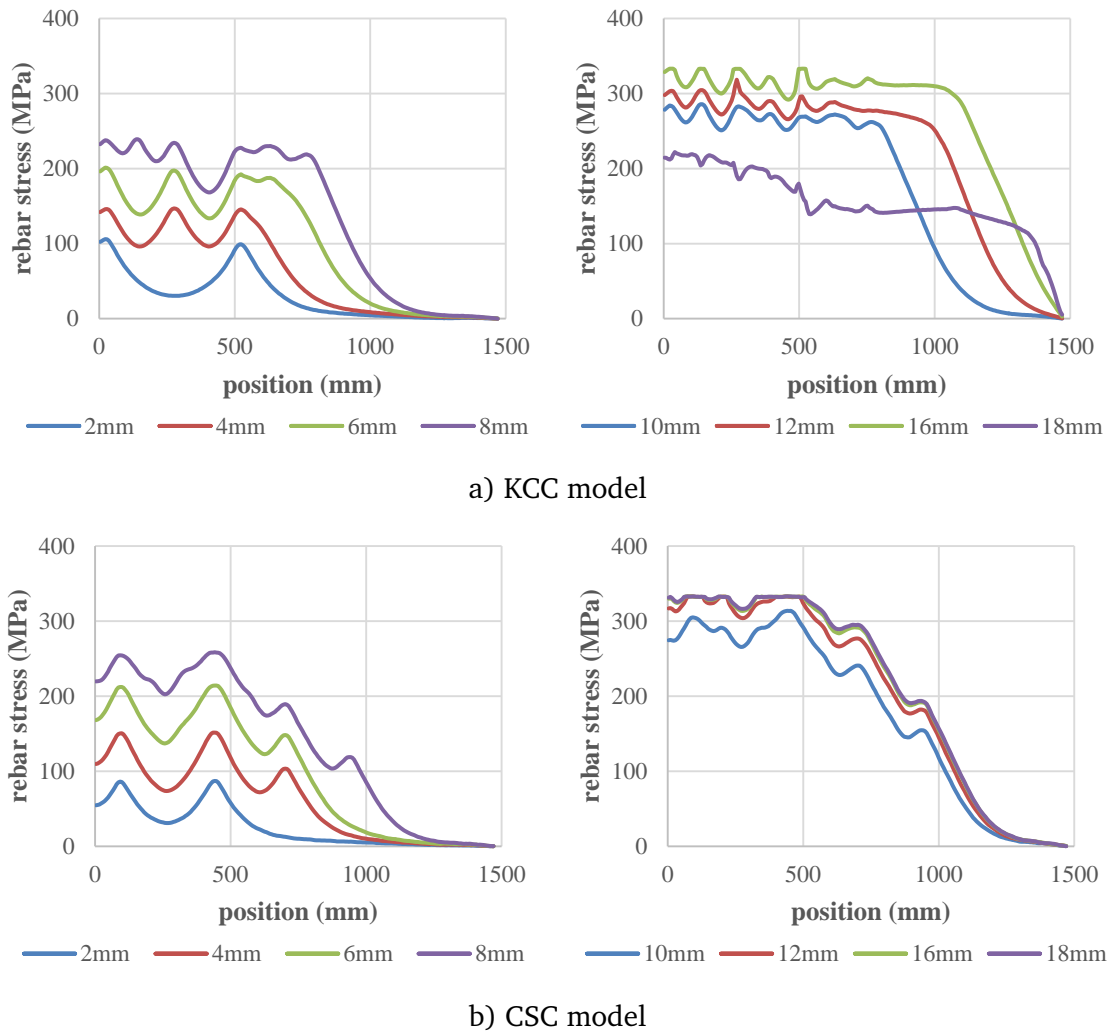 400
300
200
100
0
rebar stress (MPa)
0 500 1000 1500
position (mm)
2mm 4mm 6mm 8mm
400
300
200
100
0
rebar stress (MPa)
0 500 1000 1500
position (mm)
10mm 12mm 16mm 18mm
a) KCC model
400
300
200
100
0
rebar stress (MPa)
0 500 1000 1500
position (mm)
2mm 4mm 6mm 8mm
400
300
200
100
0
rebar stress (MPa)
0 500 1000 1500
position (mm)
10mm 12mm 16mm 18mm
b) CSC model